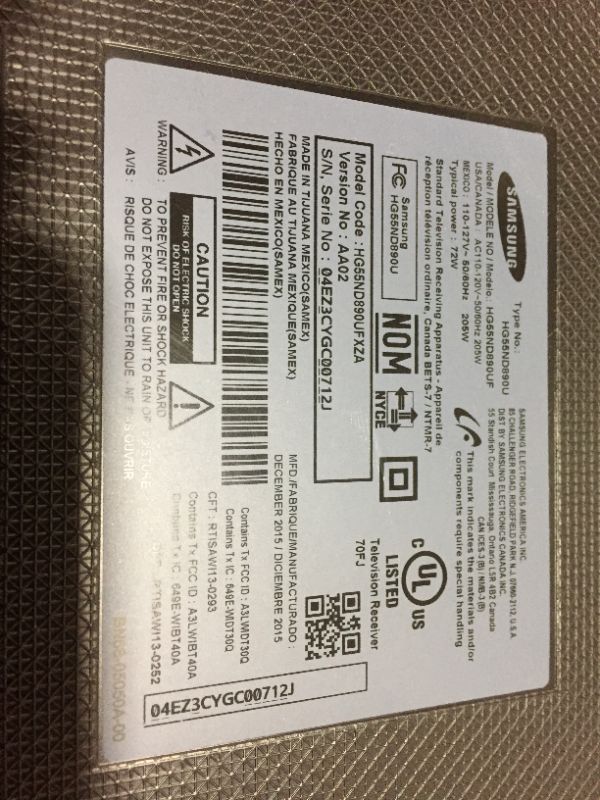 SAMSUNG
Type No.: HG55ND890U
Model / MODELE NO / Modelo.: HG55ND890UF
USA/CANADA : AC110-120V~50/60Hz 205W
MEXICO : 110-127V~ 50/60Hz 205W
Typical power : 72W
Standard Television Receiving Apparatus - Appareil de
réception télévision ordinaire, Canada BETS-7 / NTMR-7
SAMSUNG ELECTRONICS AMERICA, INC.
85 CHALLENGER ROAD, RIDGEFIELD PARK N.J. 07660 2112 U.S.A
DIST BY SAMSUNG ELECTRONICS CANADA INC.
55 Standish Court Mississauga, Ontario L5R 4B2 Canada
CAN ICES-3 (B) / NMB-3 (B)
This mark indicates the materials and/or
components require special handling
FC
Samsung
HG55ND890U
NOM
NYCE
C UL US
LISTED
Television Receiver
70FJ
Model Code : HG55ND890UFXZA
Version No : AA02
S/N, Serie No : 04EZ3CYGC00712J
MADE IN TIJUANA MEXICO(SAMEX)
FABRIQUE AU TIJUANA MEXIQUE(SAMEX)
HECHO EN MEXICO(SAMEX)
MFD./FABRIQUE/MANUFACTURADO :
DECEMBER 2015 / DICIEMBRE 2015
CAUTION
RISK OF ELECTRIC SHOCK
DO NOT OPEN
Contains Tx FCC ID : A3LWIDT30Q
Contains Tx IC : 649E-WIDT30Q
CFT : RTISAWI13-0293
Contains Tx FCC ID : A3LWIBT40A
Contains Tx IC : 649E-WIBT40A
RTISAWI13-0252
WARNING : TO PREVENT FIRE OR SHOCK HAZARD
DO NOT EXPOSE THIS UNIT TO RAIN OR MOISTURE
AVIS : RISQUE DE CHOC ELECTRIQUE - NE PAS OUVRIR
04EZ3CYGC00712J